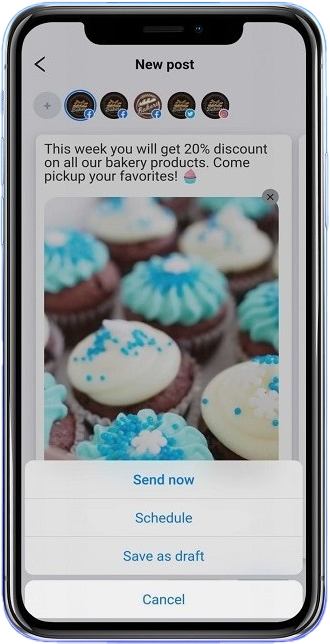 New post
This week you will get 20% discount
on all our bakery products. Come
pickup your favorites! 🧁
Send now
Schedule
Save as draft
Cancel